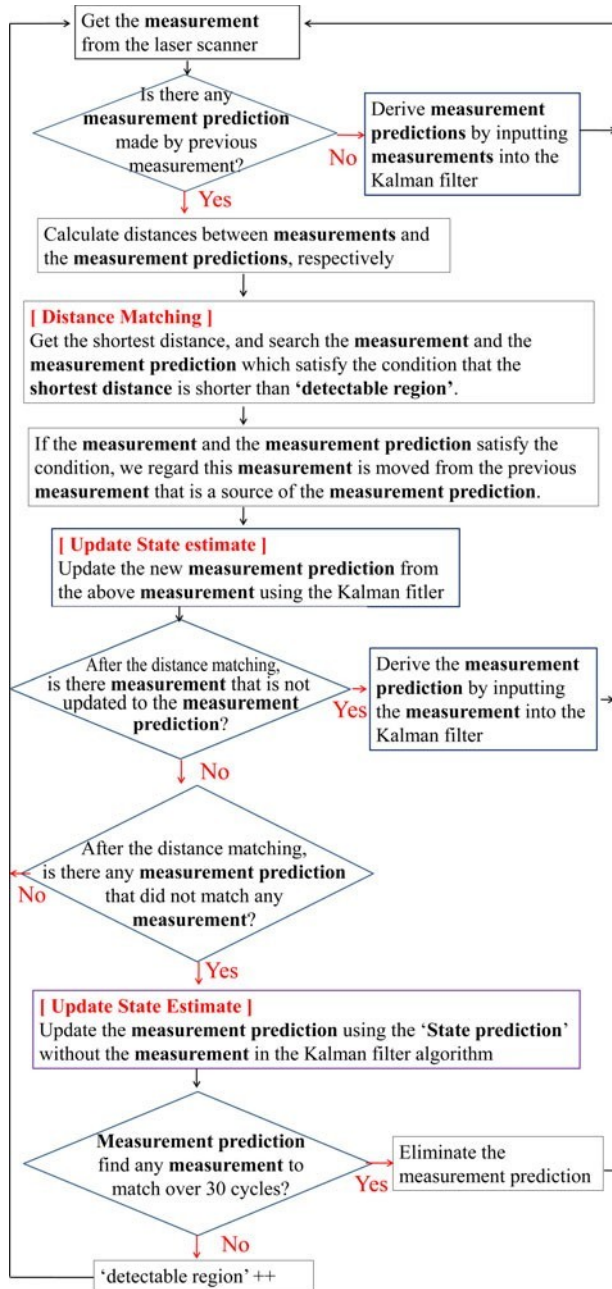 Get the measurement
from the laser scanner
Is there any
measurement prediction
made by previous
measurement?
No
Derive measurement
predictions by inputting
measurements into the
Kalman filter
Yes
Calculate distances between measurements and
the measurement predictions, respectively
[ Distance Matching ]
Get the shortest distance, and search the measurement and the
measurement prediction which satisfy the condition that the
shortest distance is shorter than ‘detectable region’.
If the measurement and the measurement prediction satisfy the
condition, we regard this measurement is moved from the previous
measurement that is a source of the measurement prediction.
[ Update State estimate ]
Update the new measurement prediction from
the above measurement using the Kalman fitler
After the distance matching,
is there measurement that is not
updated to the measurement
prediction?
Yes
Derive the measurement
prediction by inputting
the measurement into the
Kalman filter
No
After the distance matching,
is there any measurement prediction
that did not match any
measurement?
No
Yes
[ Update State Estimate ]
Update the measurement prediction using the ‘State prediction’
without the measurement in the Kalman filter algorithm
Measurement prediction
find any measurement to
match over 30 cycles?
Yes
Eliminate the
measurement prediction
No
‘detectable region’ ++